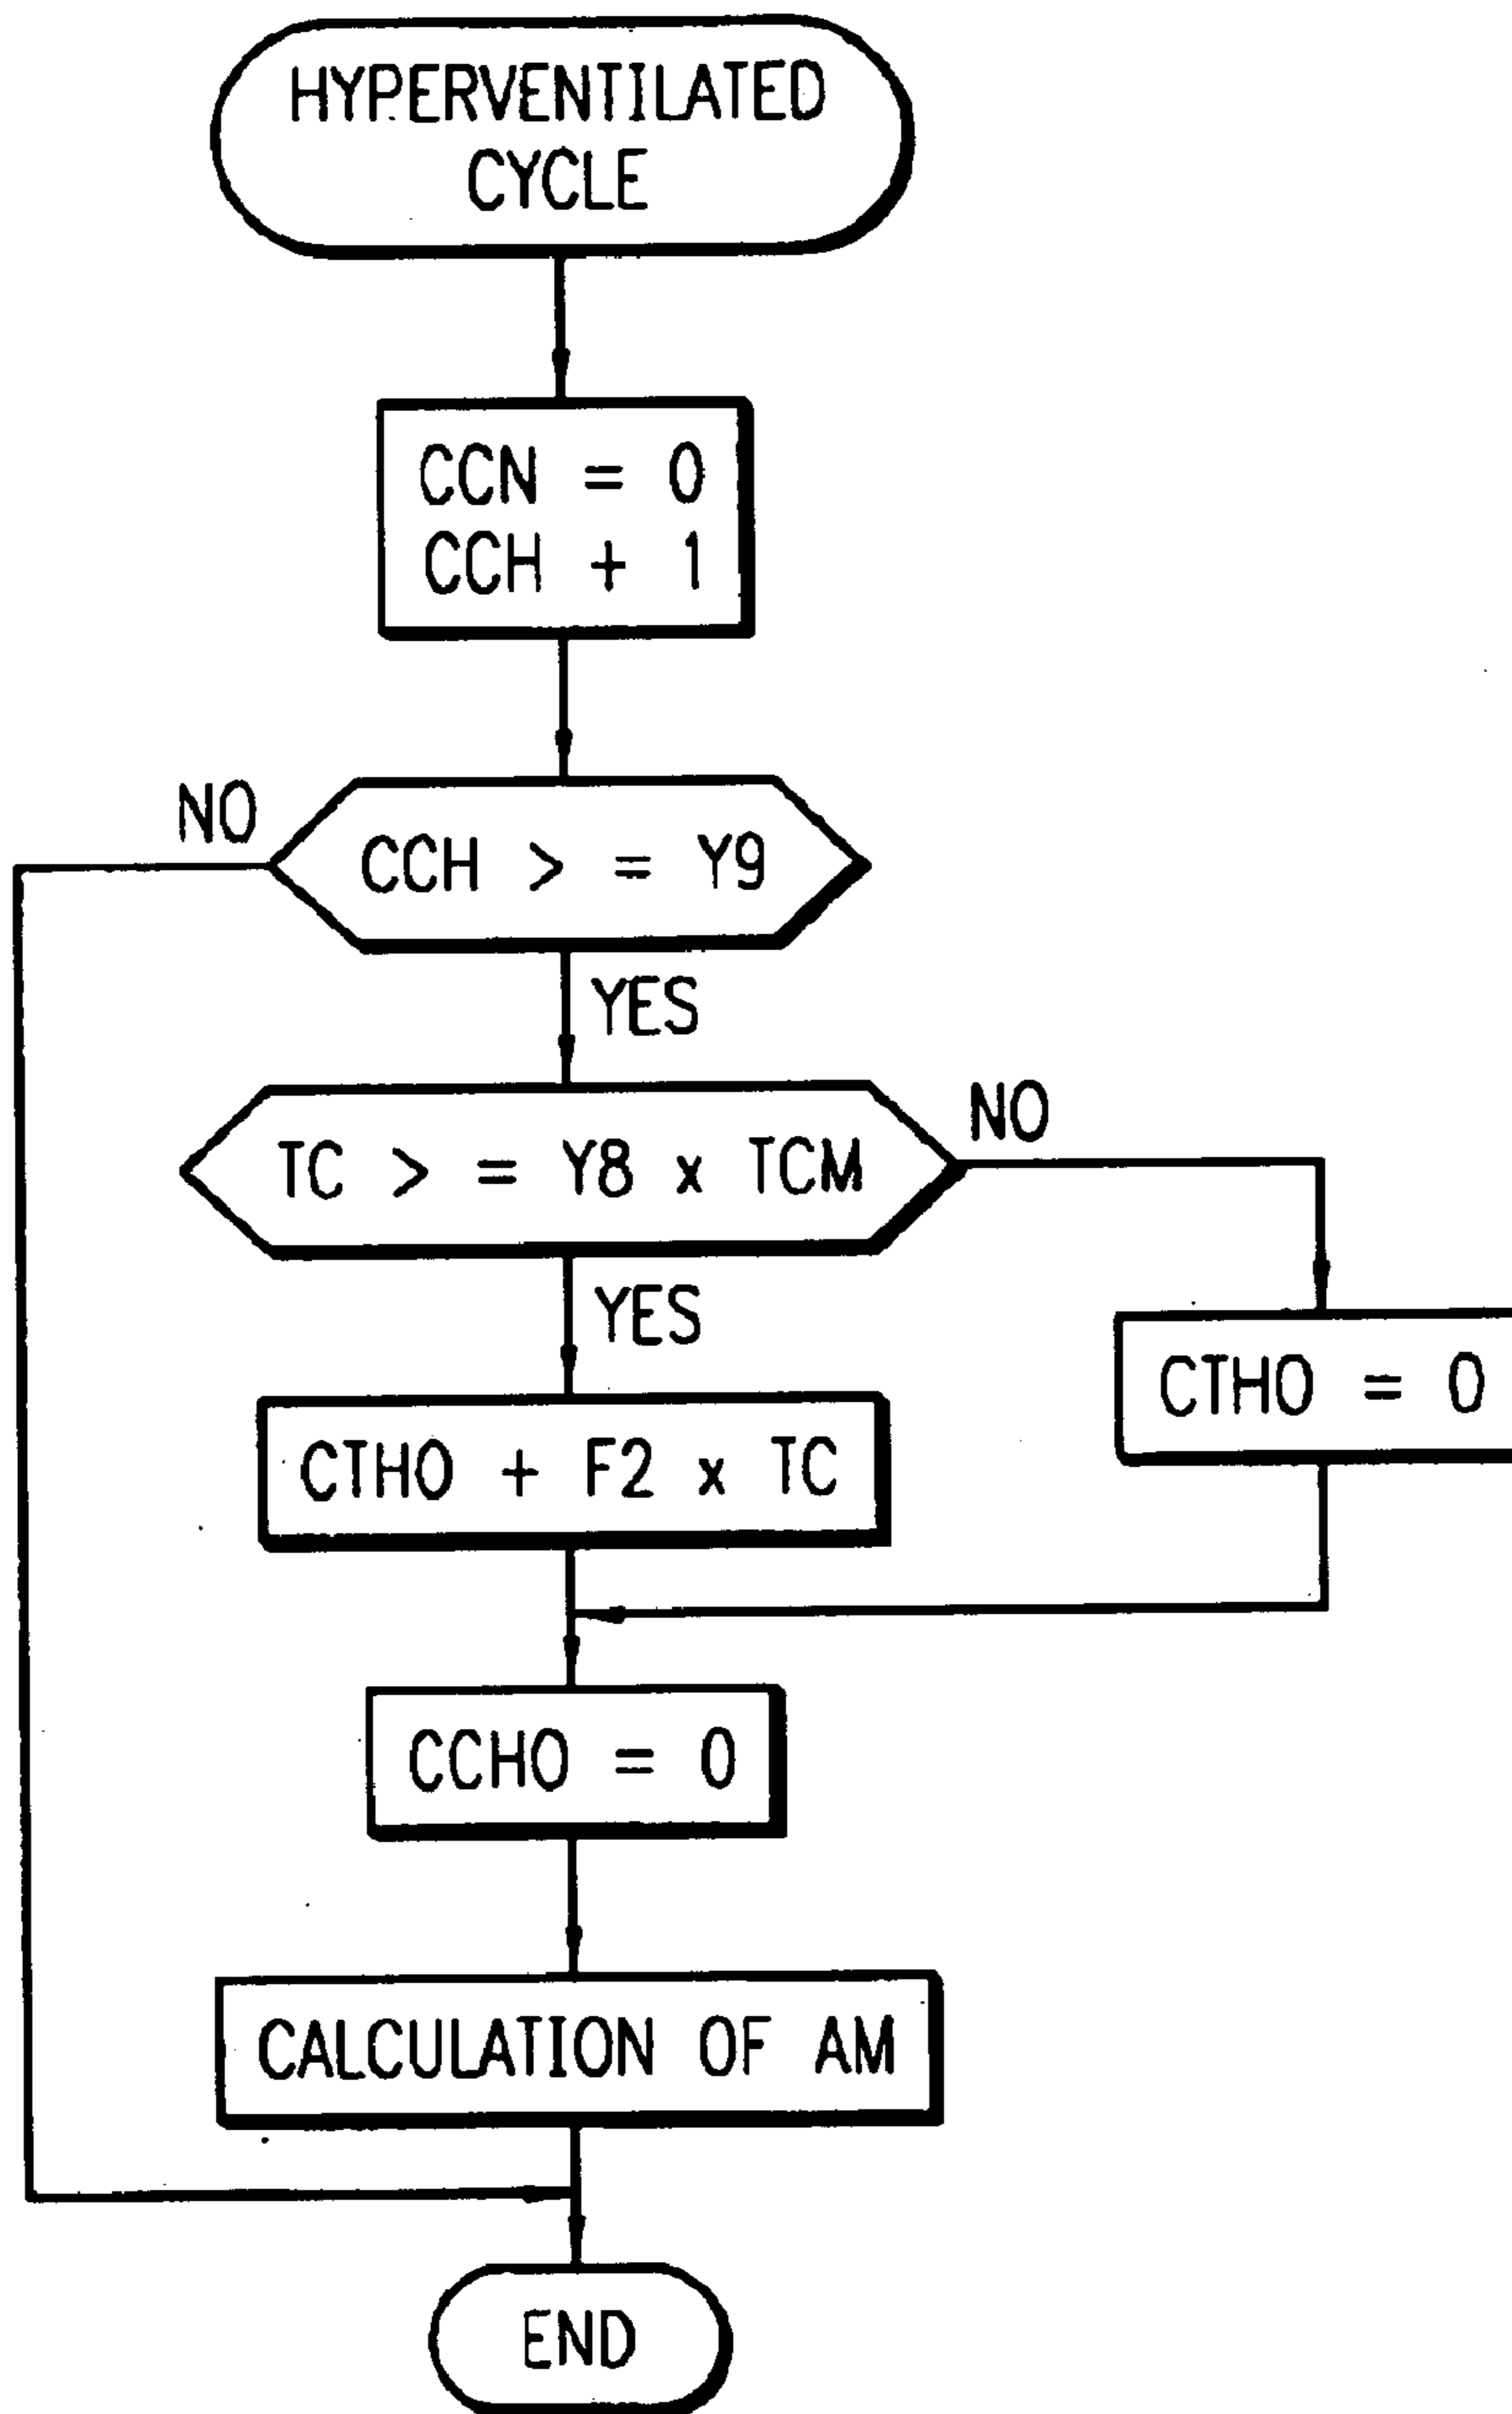 HYPERVENTILATED
CYCLE
CCN = 0
CCH + 1
NO
CCH > = Y9
YES
NO
TC > = Y8 x TCM
YES
CTHO = 0
CTHO + F2 x TC
CCHO = 0
CALCULATION OF AM
END